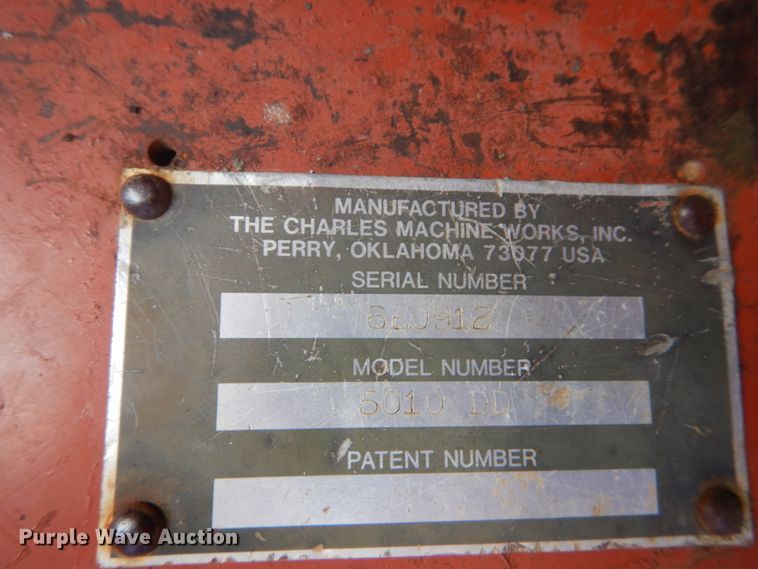 MANUFACTURED BY
THE CHARLES MACHINE WORKS, INC.
PERRY, OKLAHOMA 73077 USA
SERIAL NUMBER
6E0912
MODEL NUMBER
5010 DD
PATENT NUMBER
Purple Wave Auction